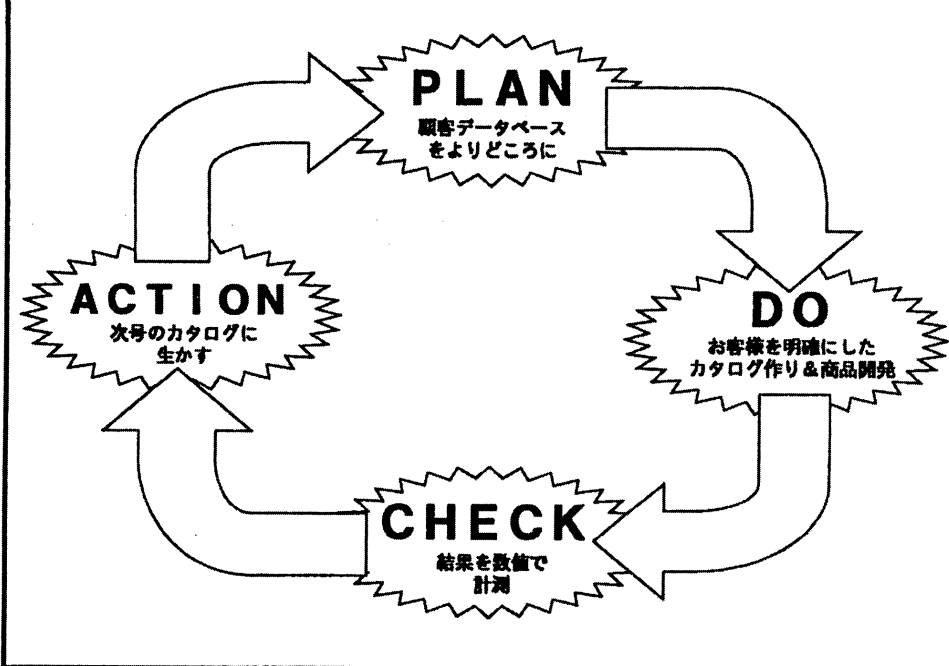 PLAN
顧客データベース
をよりどころに
DO
お客様を明確にした
カタログ作り&商品開発
CHECK
結果を数値で
計測
ACTION
次号のカタログに
生かす